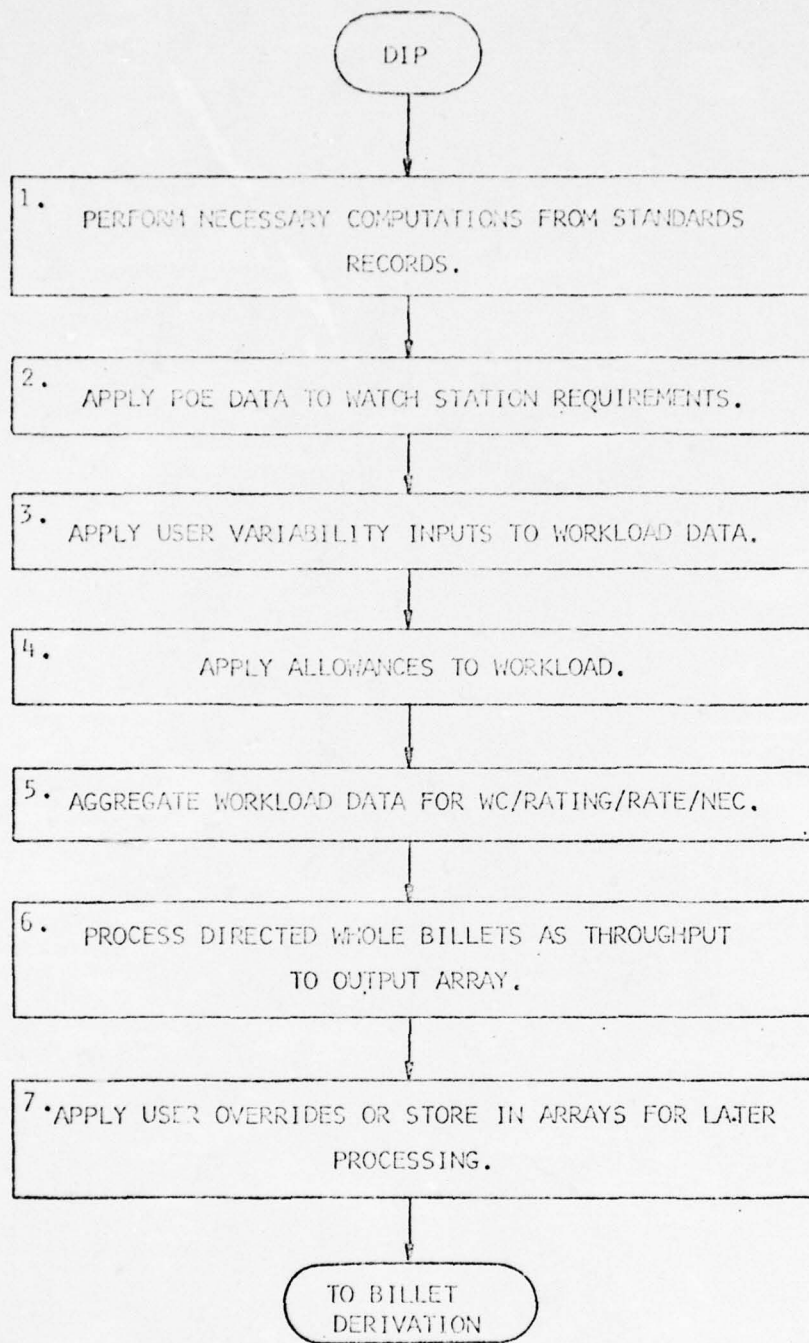 DIP
1.
PERFORM NECESSARY COMPUTATIONS FROM STANDARDS
RECORDS.
2.
APPLY POE DATA TO WATCH STATION REQUIREMENTS.
3.
APPLY USER VARIABILITY INPUTS TO WORKLOAD DATA.
4.
APPLY ALLOWANCES TO WORKLOAD.
5. AGGREGATE WORKLOAD DATA FOR WC/RATING/RATE/NEC.
6.
PROCESS DIRECTED WHOLE BILLETS AS THROUGHPUT
TO OUTPUT ARRAY.
7. APPLY USER OVERRIDES OR STORE IN ARRAYS FOR LATER
PROCESSING.
TO BILLET
DERIVATION